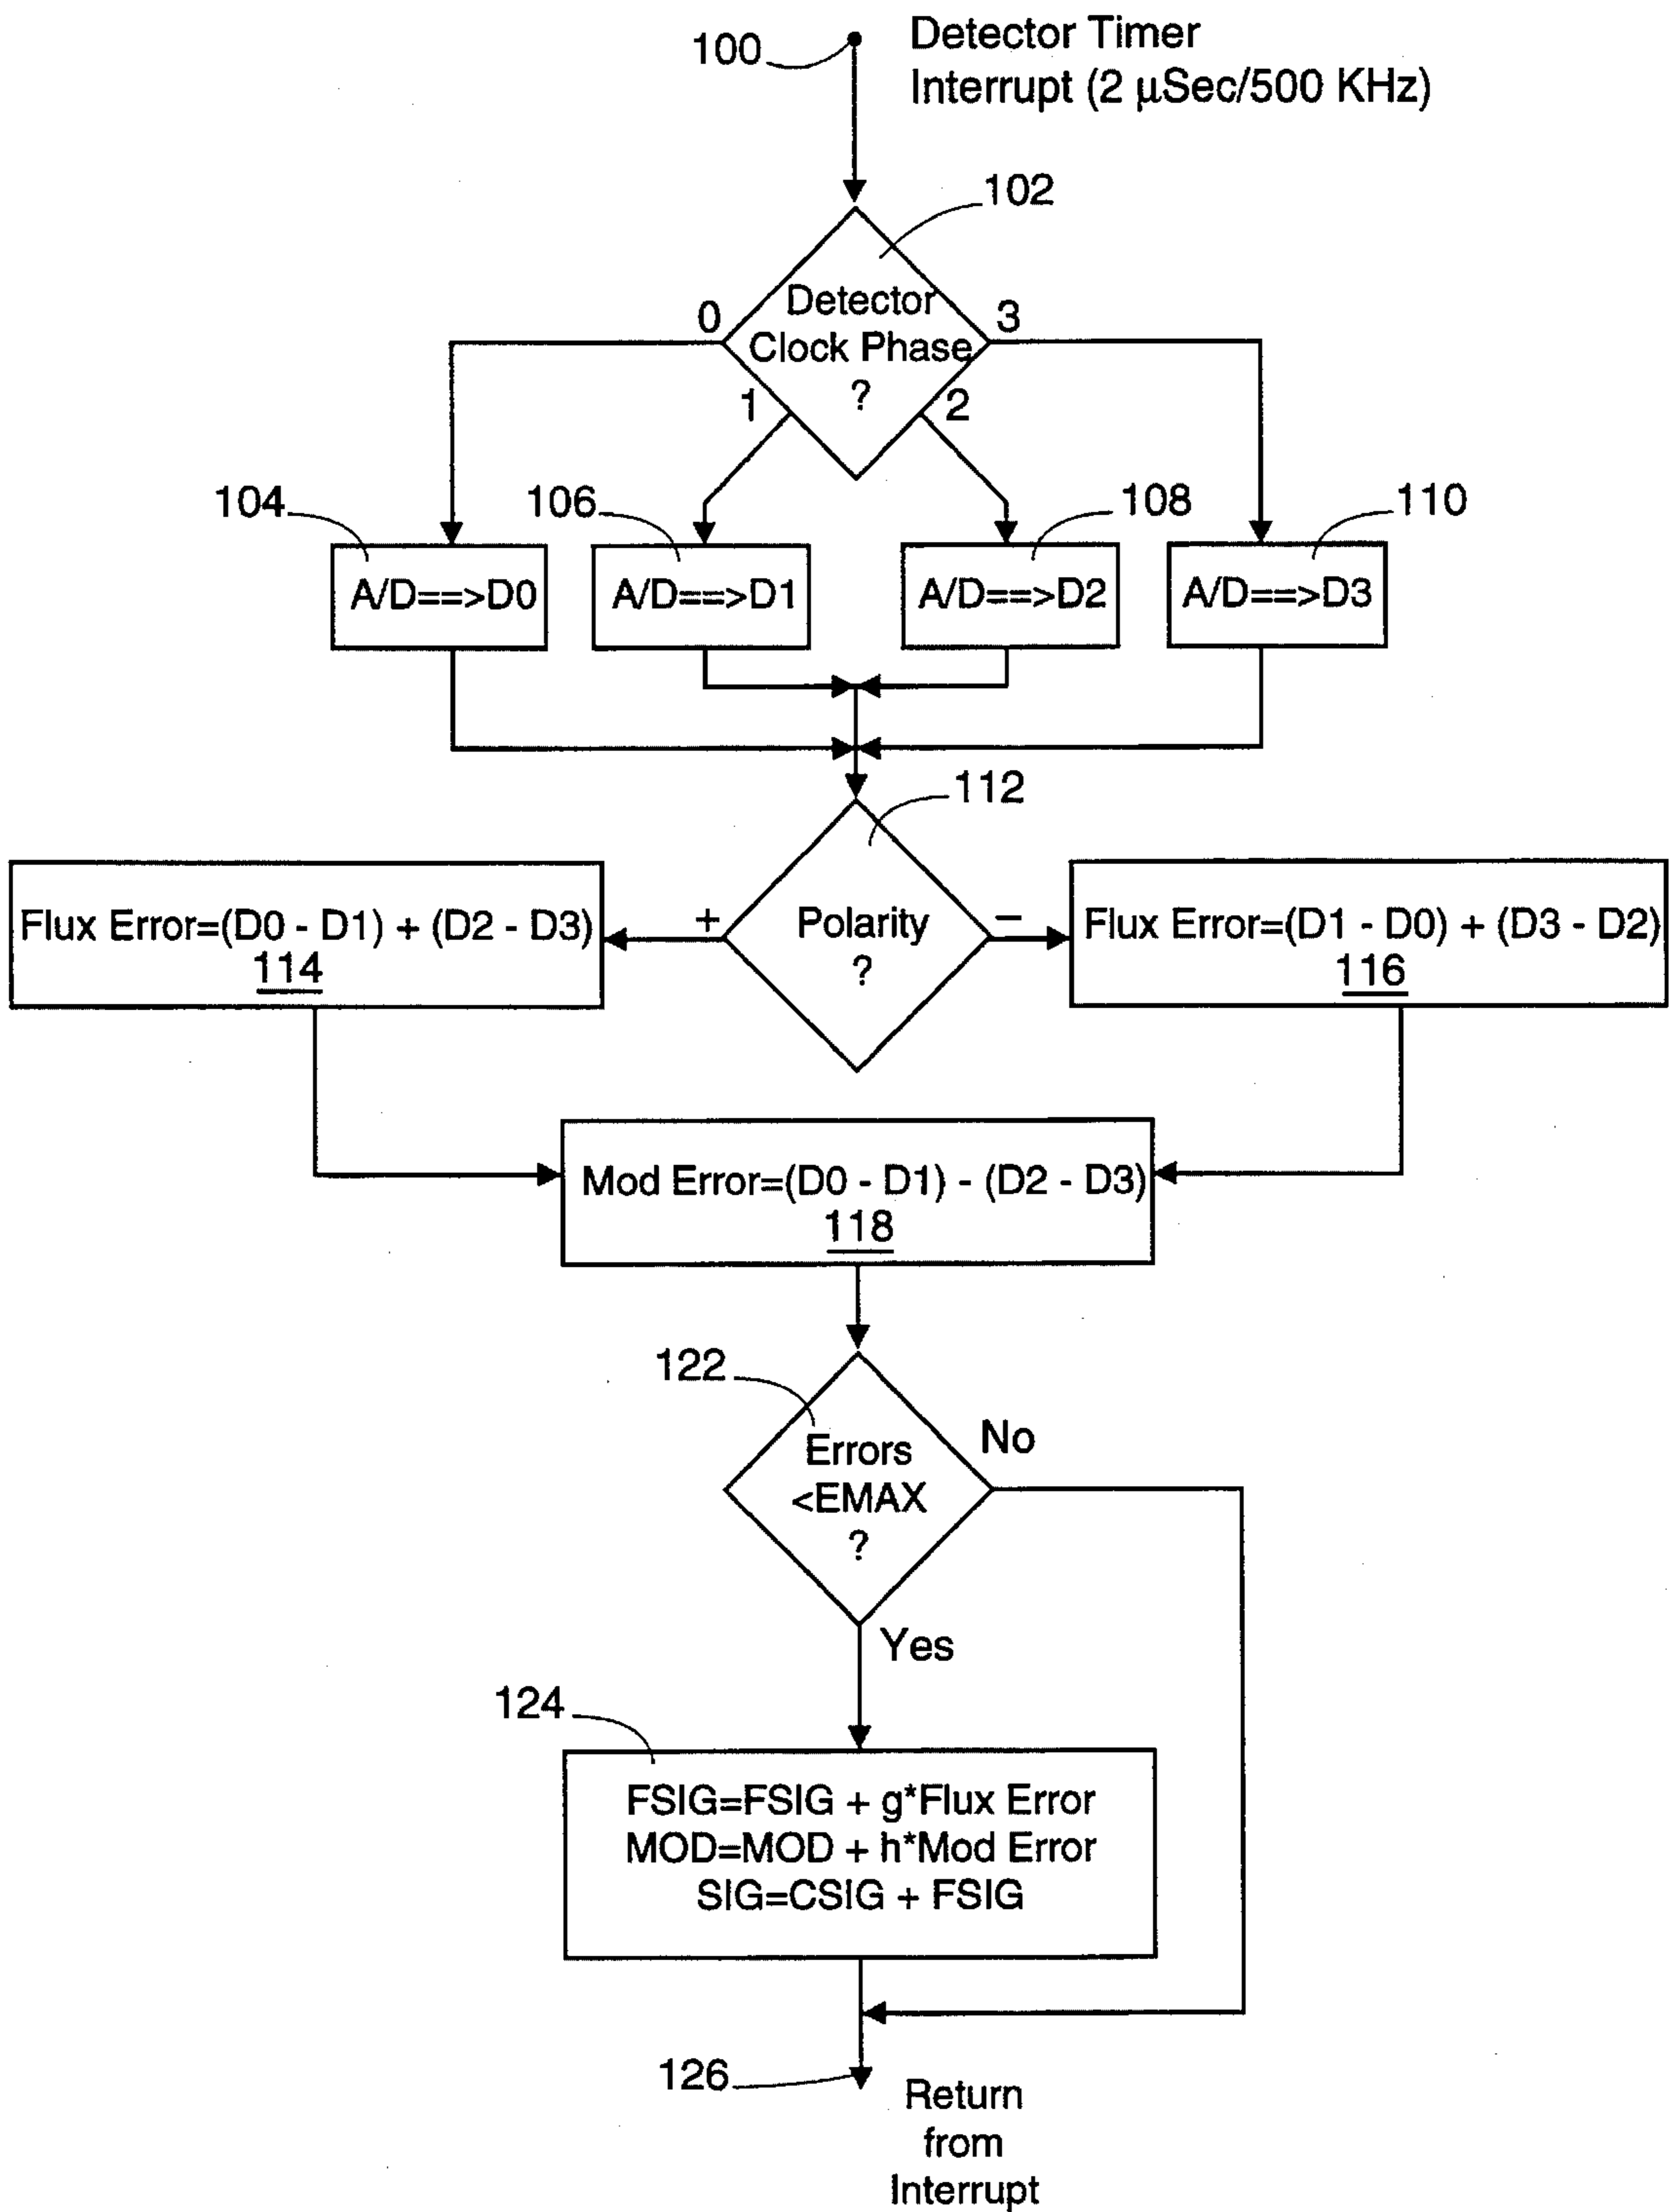 100
Detector Timer
Interrupt (2 μSec/500 KHz)
102
Detector
Clock Phase
?
0
3
1
2
104
106
108
110
A/D==>D0
A/D==>D1
A/D==>D2
A/D==>D3
112
Flux Error=(D0 - D1) + (D2 - D3)
114
+
Polarity
?
–
Flux Error=(D1 - D0) + (D3 - D2)
116
Mod Error=(D0 - D1) - (D2 - D3)
118
122
Errors
<EMAX
?
No
Yes
124
FSIG=FSIG + g*Flux Error
MOD=MOD + h*Mod Error
SIG=CSIG + FSIG
126
Return
from
Interrupt